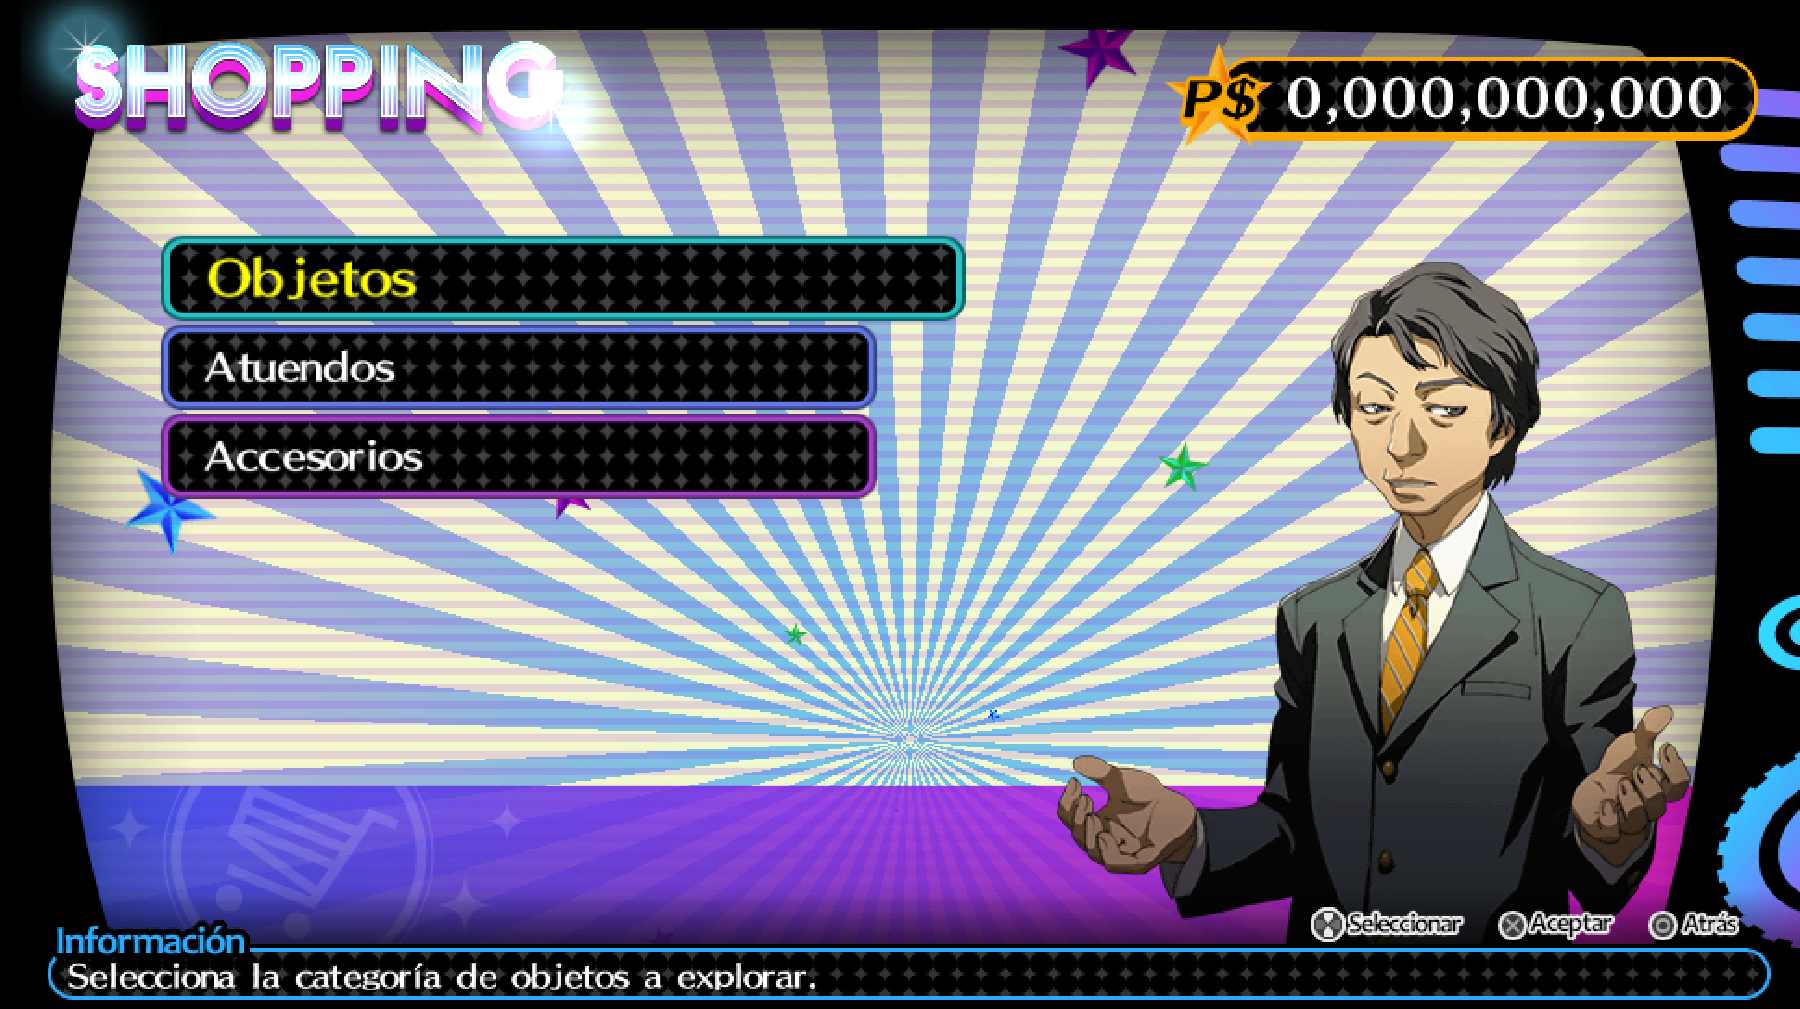 SHOPPING
P$ 0,000,000,000
Objetos
Atuendos
Accesorios
Seleccionar Aceptar Atrás
Información
Selecciona la categoría de objetos a explorar.